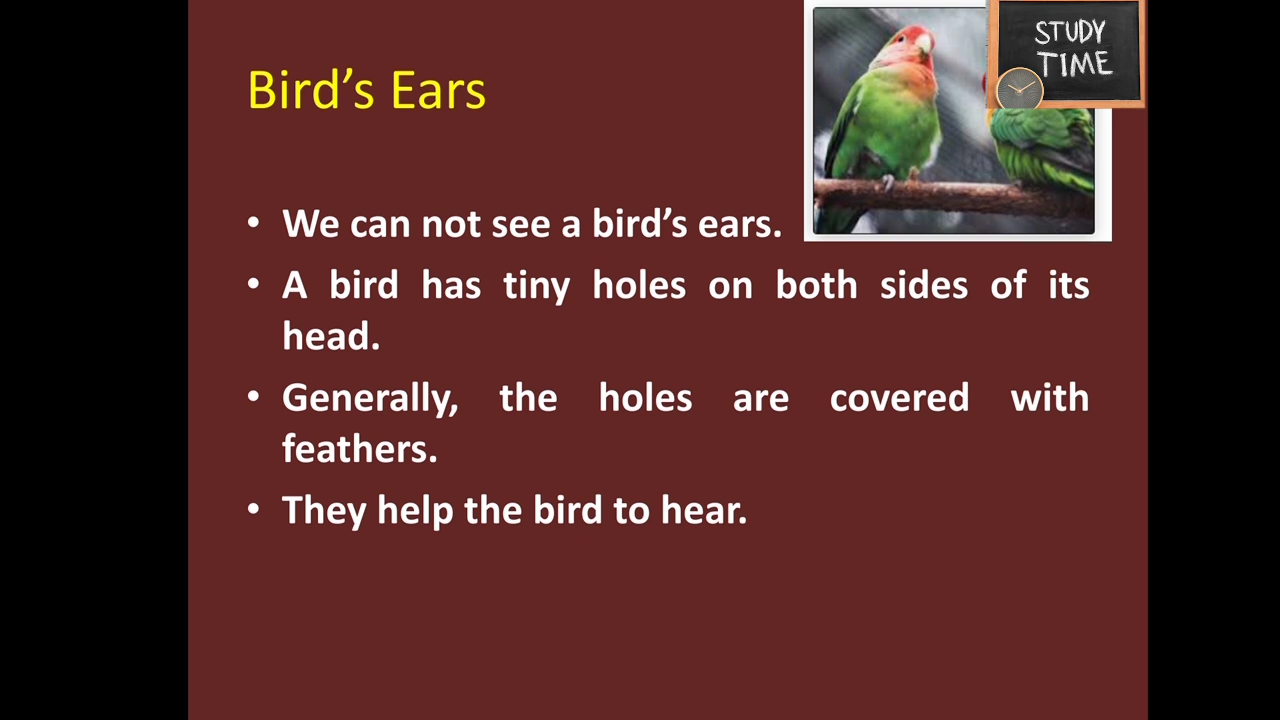 Bird’s Ears
STUDY
TIME
• We can not see a bird’s ears.
• A bird has tiny holes on both sides of its
head.
• Generally, the holes are covered with
feathers.
• They help the bird to hear.